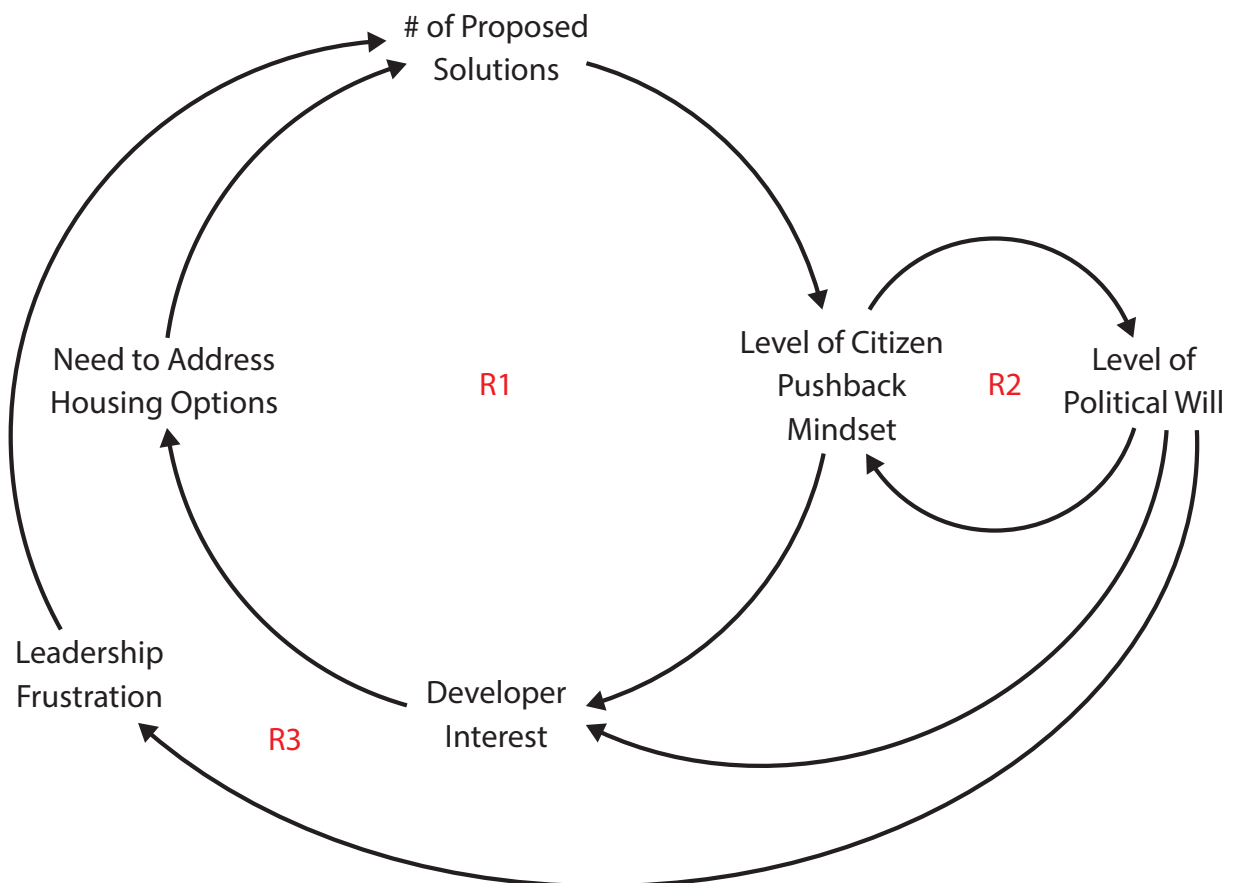 # of Proposed
Solutions
Need to Address
Housing Options
R1
Level of Citizen
Pushback
Mindset
R2
Level of
Political Will
Leadership
Frustration
R3
Developer
Interest